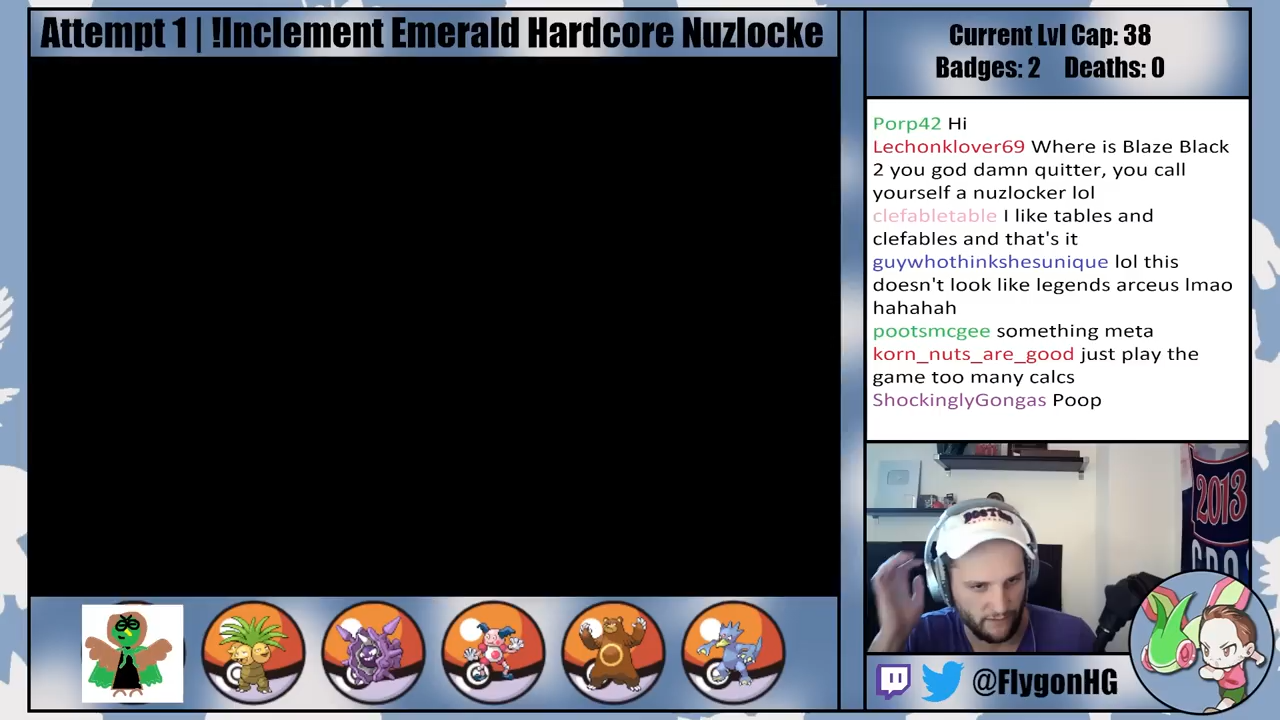 Attempt 1 | !Inclement Emerald Hardcore Nuzlocke
Current Lvl Cap: 38
Badges: 2 Deaths: 0
Porp42 Hi
Lechonklover69 Where is Blaze Black
2 you god damn quitter, you call
yourself a nuzlocker lol
clefabletable I like tables and
clefables and that's it
guywhothinkshesunique lol this
doesn't look like legends arceus lmao
hahahah
pootsmcgee something meta
korn_nuts_are_good just play the
game too many calcs
ShockinglyGongas Poop
BOSTON
2013
@FlygonHG